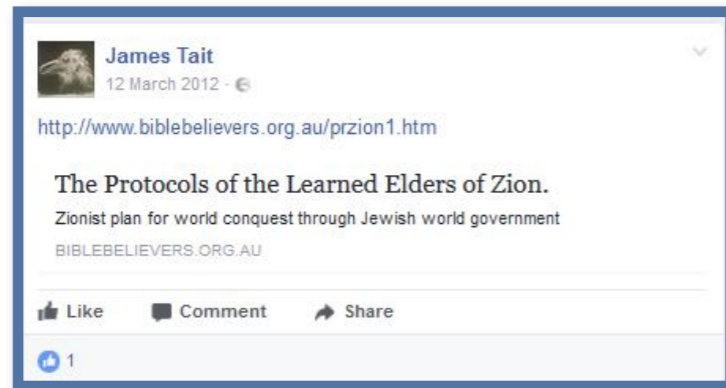 James Tait
12 March 2012 ·
http://www.biblebelievers.org.au/przion1.htm
The Protocols of the Learned Elders of Zion.
Zionist plan for world conquest through Jewish world government
BIBLEBELIEVERS.ORG.AU
Like Comment Share
1